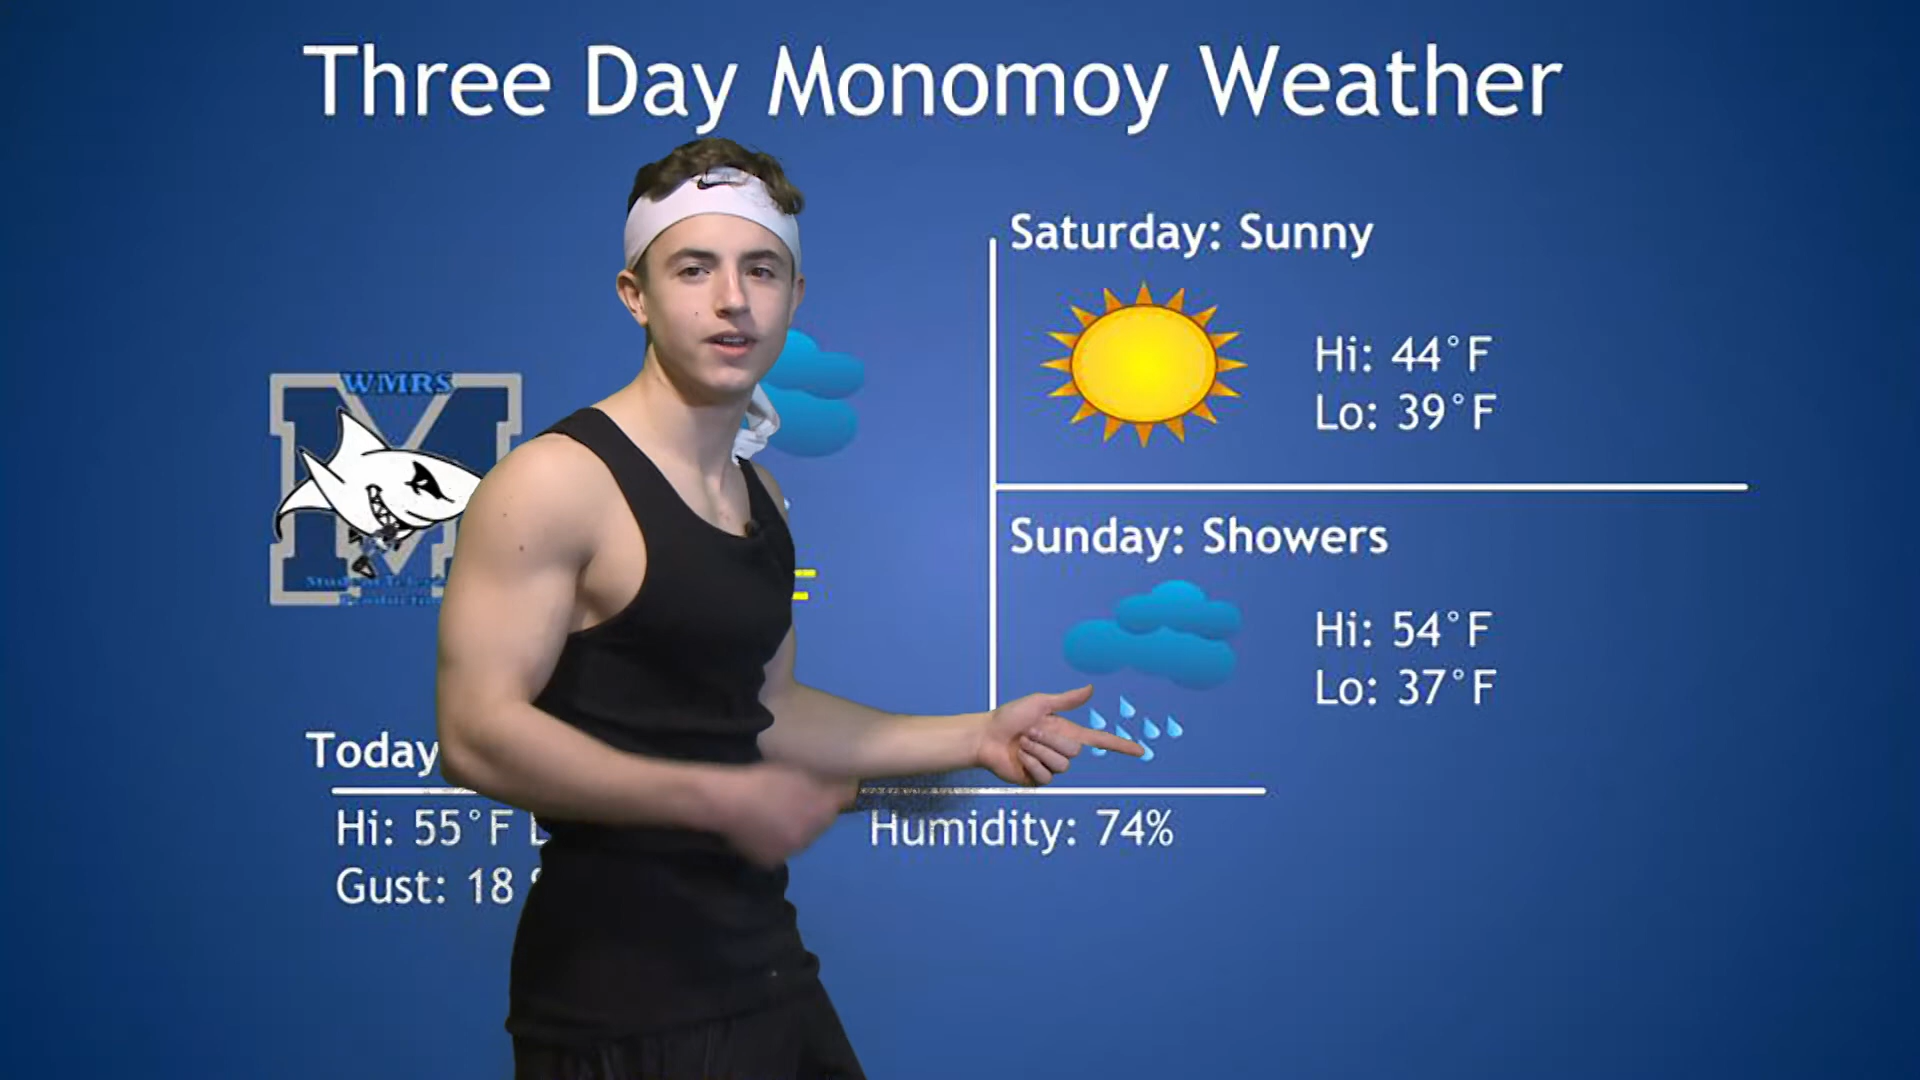 Three Day Monomoy Weather
WMRS
Saturday: Sunny
Hi: 44°F
Lo: 39°F
Sunday: Showers
Hi: 54°F
Lo: 37°F
Today
Hi: 55°F
Humidity: 74%
Gust: 18